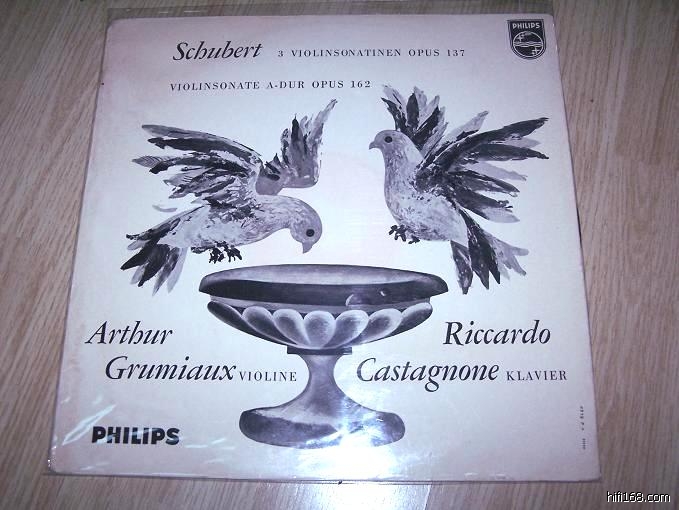 Schubert 3 VIOLINSONATINEN OPUS 137
PHILIPS
VIOLINSONATE A-DUR OPUS 162
Arthur
Grumiaux VIOLINE
Riccardo
Castagnone KLAVIER
PHILIPS
hifi168.com